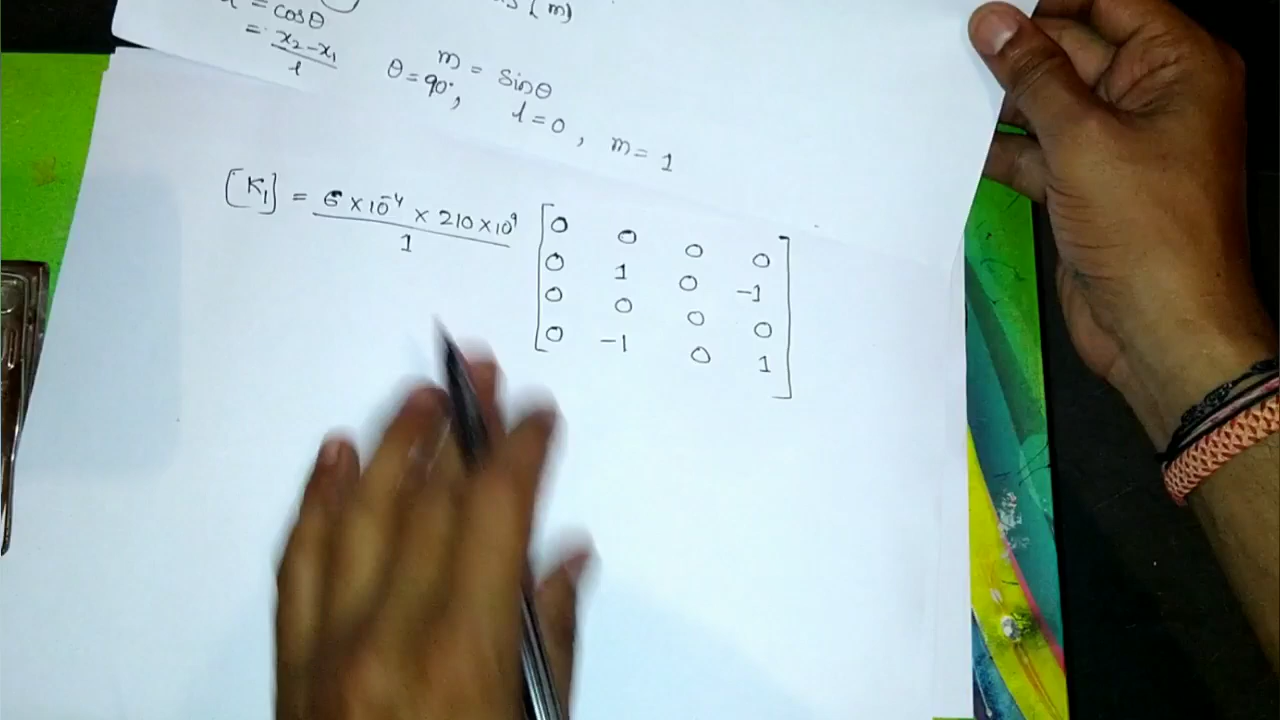 = cosθ
= x₂-x₁/l
m = sinθ
θ=90°, l=0, m=1
[K₁] = 6×10⁻⁴ × 210×10⁹ / 1
0 0 0 0
0 1 0 -1
0 0 0 0
0 -1 0 1